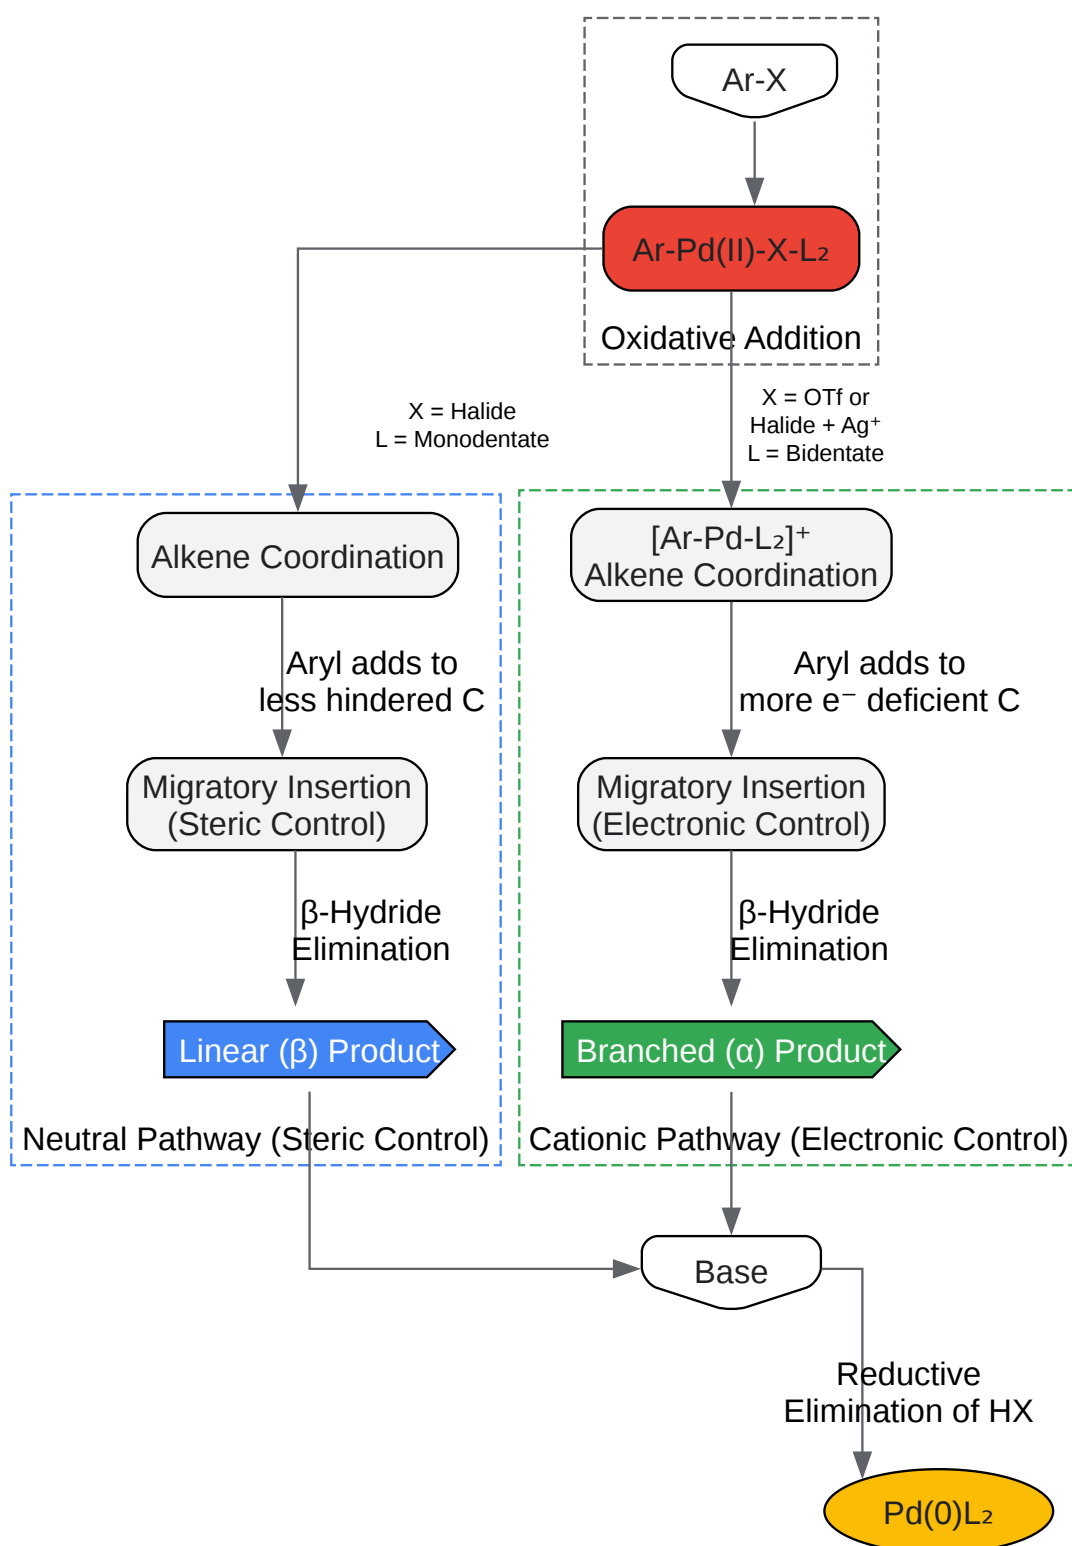 Ar-X
Ar-Pd(II)-X-L₂
Oxidative Addition
X = Halide
L = Monodentate
X = OTf or
Halide + Ag⁺
L = Bidentate
Alkene Coordination
[Ar-Pd-L₂]⁺
Alkene Coordination
Aryl adds to
less hindered C
Aryl adds to
more e⁻ deficient C
Migratory Insertion
(Steric Control)
Migratory Insertion
(Electronic Control)
β-Hydride
Elimination
β-Hydride
Elimination
Linear (β) Product
Branched (α) Product
Neutral Pathway (Steric Control)
Cationic Pathway (Electronic Control)
Base
Reductive
Elimination of HX
Pd(0)L₂